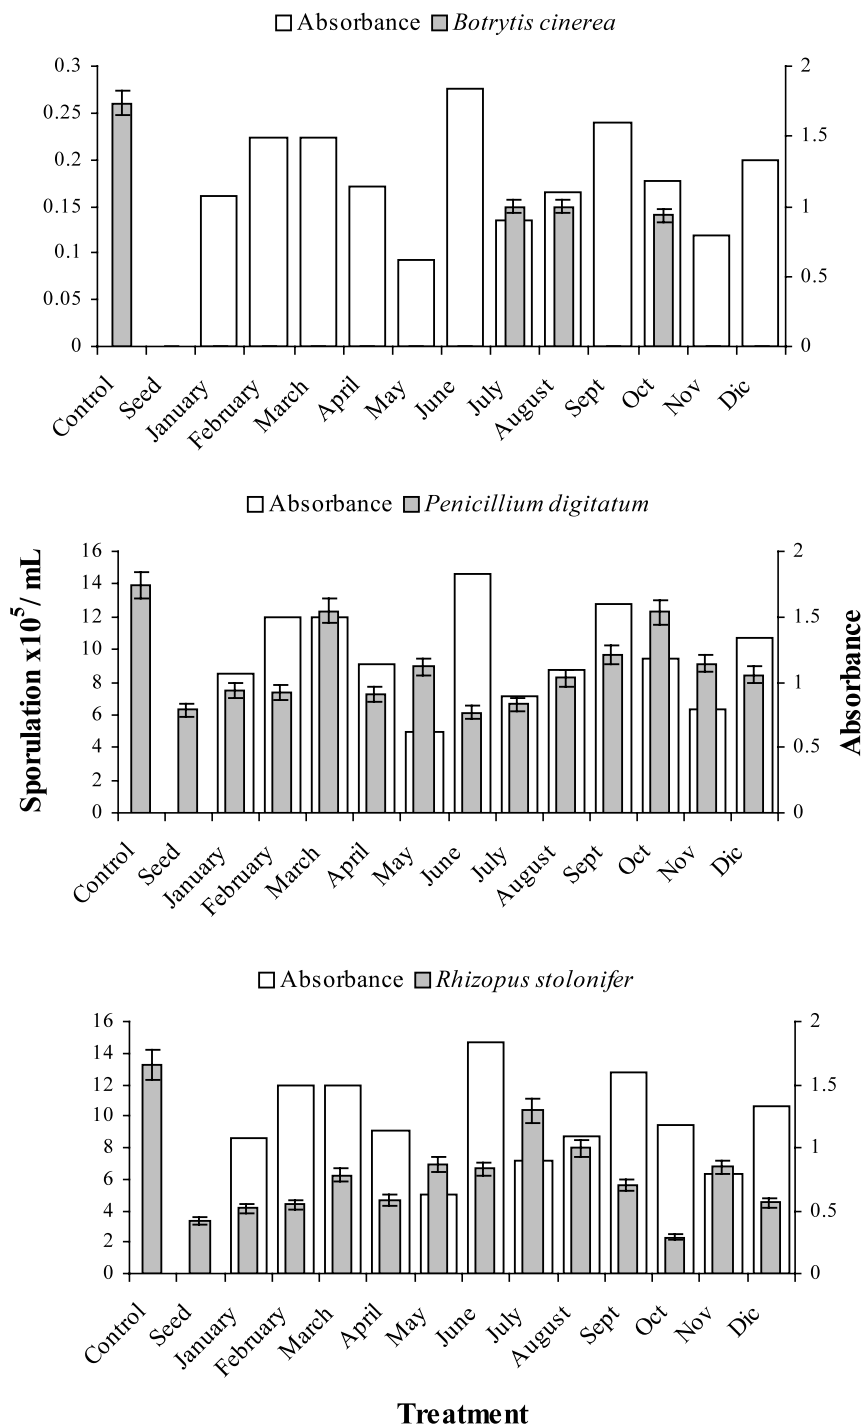 Absorbance Botrytis cinerea
0.3 2
0.25 1.5
0.2
0.15 1
0.1 0.5
0.05
0 0
Control Seed January February March April May June July August Sept Oct Nov Dic
Absorbance Penicillium digitatum
Sporulation x10⁵/ mL
Absorbance
16 2
14
12 1.5
10
8 1
6
4 0.5
2
0 0
Control Seed January February March April May June July August Sept Oct Nov Dic
Absorbance Rhizopus stolonifer
16 2
14
12 1.5
10
8 1
6
4 0.5
2
0 0
Control Seed January February March April May June July August Sept Oct Nov Dic
Treatment